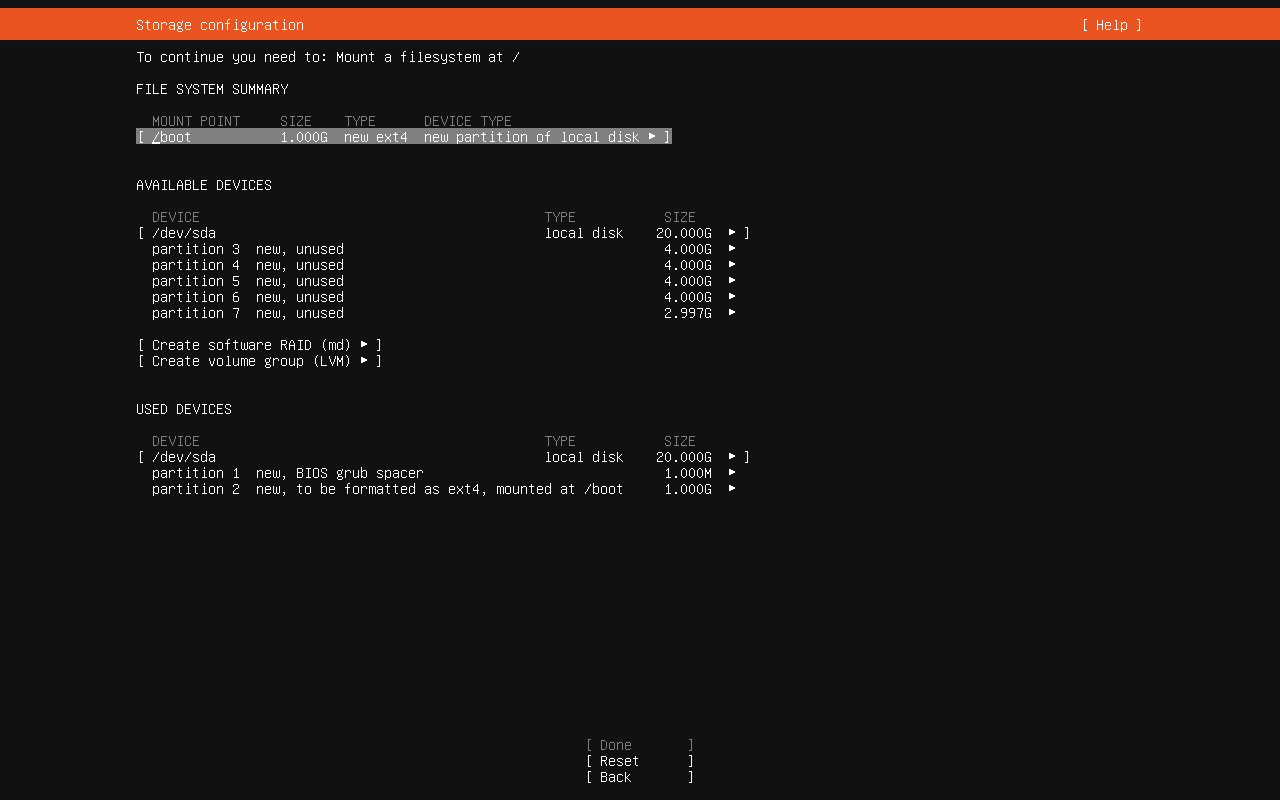 Storage configuration [ Help ]
To continue you need to: Mount a filesystem at /
FILE SYSTEM SUMMARY
MOUNT POINT SIZE TYPE DEVICE TYPE
[ /boot 1.000G new ext4 new partition of local disk ▸ ]
AVAILABLE DEVICES
DEVICE TYPE SIZE
[ /dev/sda local disk 20.000G ▸ ]
partition 3 new, unused 4.000G ▸
partition 4 new, unused 4.000G ▸
partition 5 new, unused 4.000G ▸
partition 6 new, unused 4.000G ▸
partition 7 new, unused 2.997G ▸
[ Create software RAID (md) ▸ ]
[ Create volume group (LVM) ▸ ]
USED DEVICES
DEVICE TYPE SIZE
[ /dev/sda local disk 20.000G ▸ ]
partition 1 new, BIOS grub spacer 1.000M ▸
partition 2 new, to be formatted as ext4, mounted at /boot 1.000G ▸
[ Done ]
[ Reset ]
[ Back ]